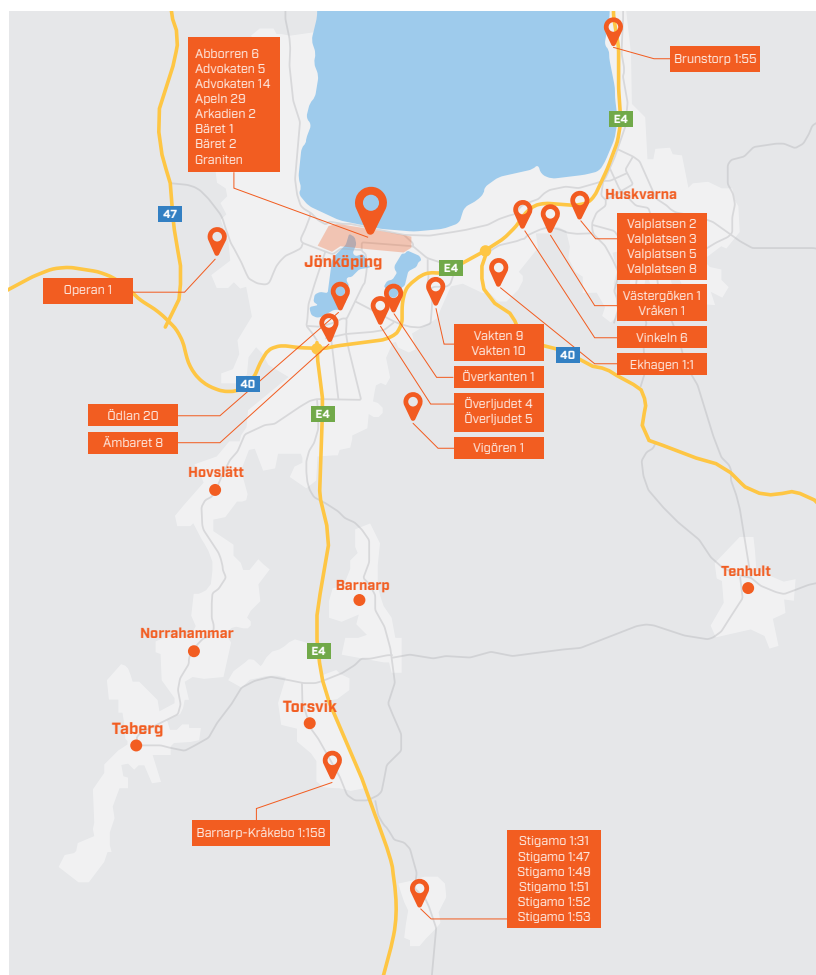 Abborren 6
Advokaten 5
Advokaten 14
Apeln 29
Arkadien 2
Bäret 1
Bäret 2
Graniten
Brunstorp 1:55
E4
Huskvarna
47
Valplatsen 2
Valplatsen 3
Valplatsen 5
Valplatsen 8
Jönköping
E4
Operan 1
Västergöken 1
Vråken 1
Vakten 9
Vakten 10
Vinkeln 6
40
Ekhagen 1:1
Överkanten 1
40
Ödlan 20
E4
Överljudet 4
Överljudet 5
Ämbaret 8
Vigören 1
Hovslätt
Barnarp
Tenhult
Norrahammar
E4
Torsvik
Taberg
Barnarp-Kråkebo 1:158
Stigamo 1:31
Stigamo 1:47
Stigamo 1:49
Stigamo 1:51
Stigamo 1:52
Stigamo 1:53